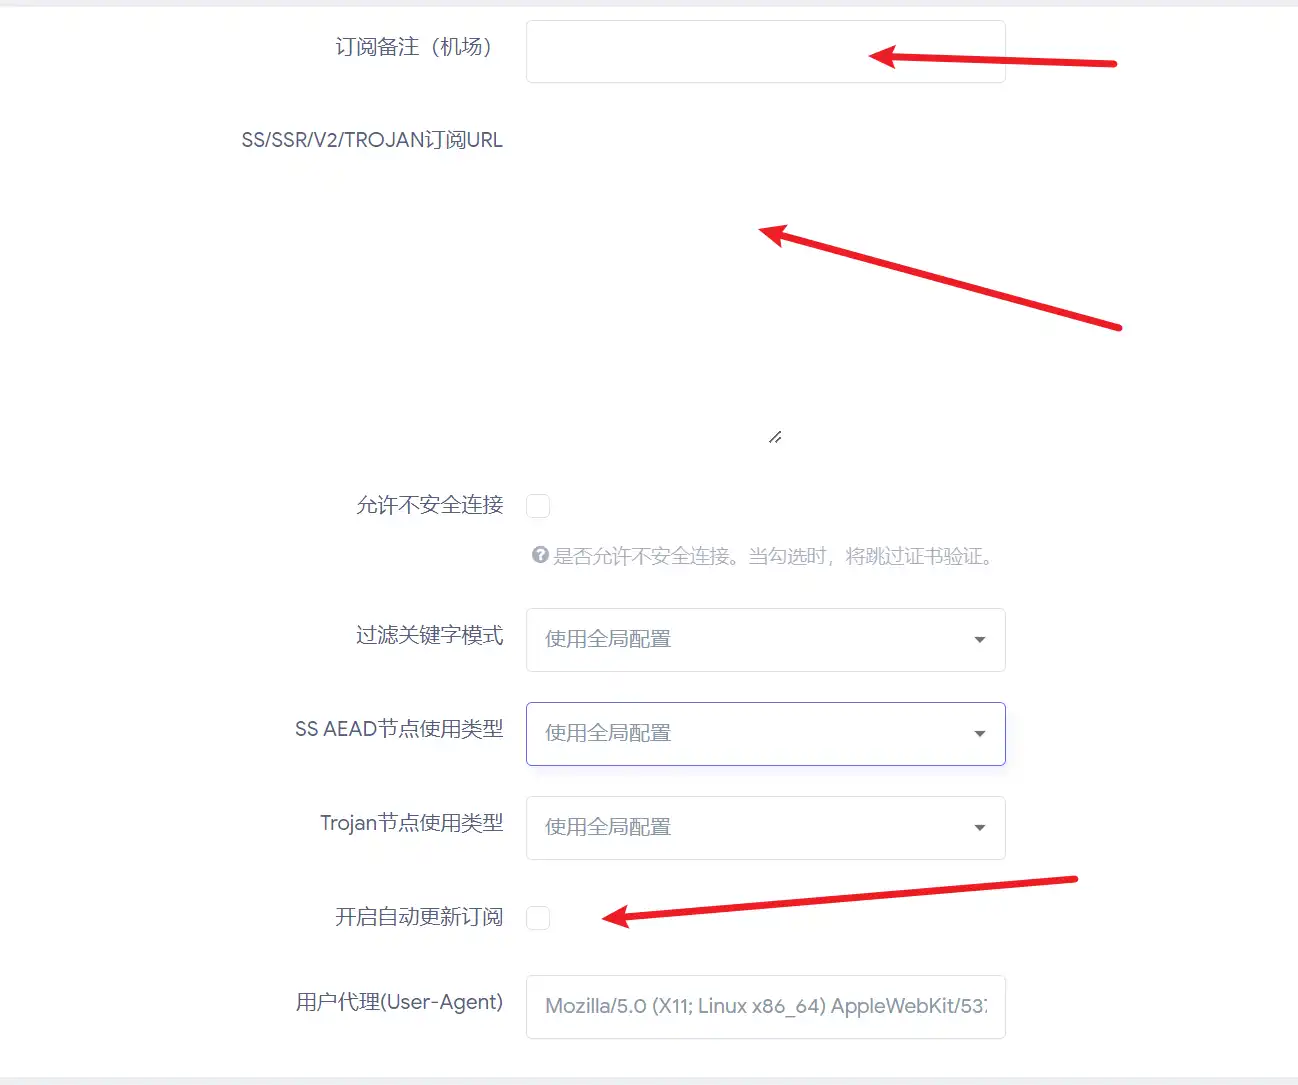 订阅备注（机场）
SS/SSR/V2/TROJAN订阅URL
允许不安全连接
是否允许不安全连接。当勾选时，将跳过证书验证。
过滤关键字模式
使用全局配置
SS AEAD节点使用类型
使用全局配置
Trojan节点使用类型
使用全局配置
开启自动更新订阅
用户代理(User-Agent)
Mozilla/5.0 (X11; Linux x86_64) AppleWebKit/537